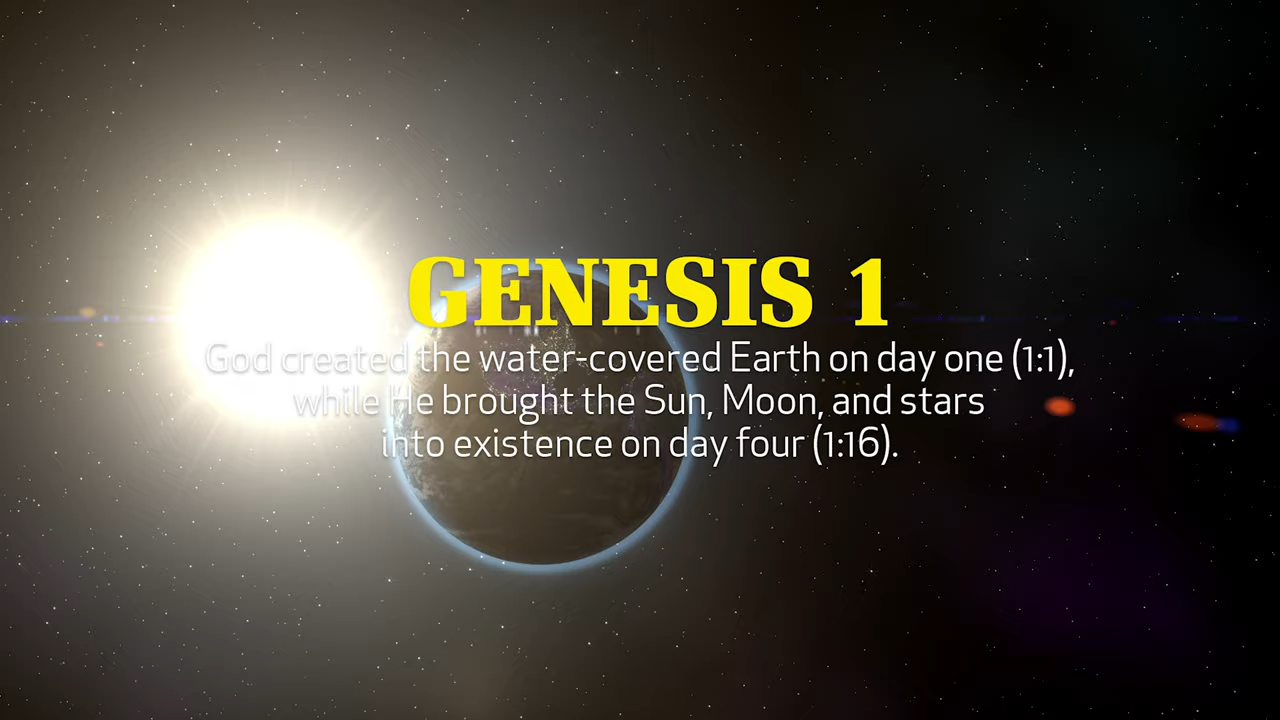 GENESIS 1
God created the water-covered Earth on day one (1:1),
while He brought the Sun, Moon, and stars
into existence on day four (1:16).